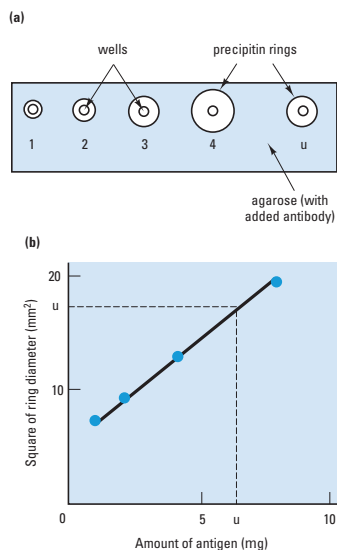 (a)
wells
precipitin rings
1 2 3 4 u
agarose (with
added antibody)
(b)
Square of ring diameter (mm²)
20
u
10
0 5 u 10
Amount of antigen (mg)